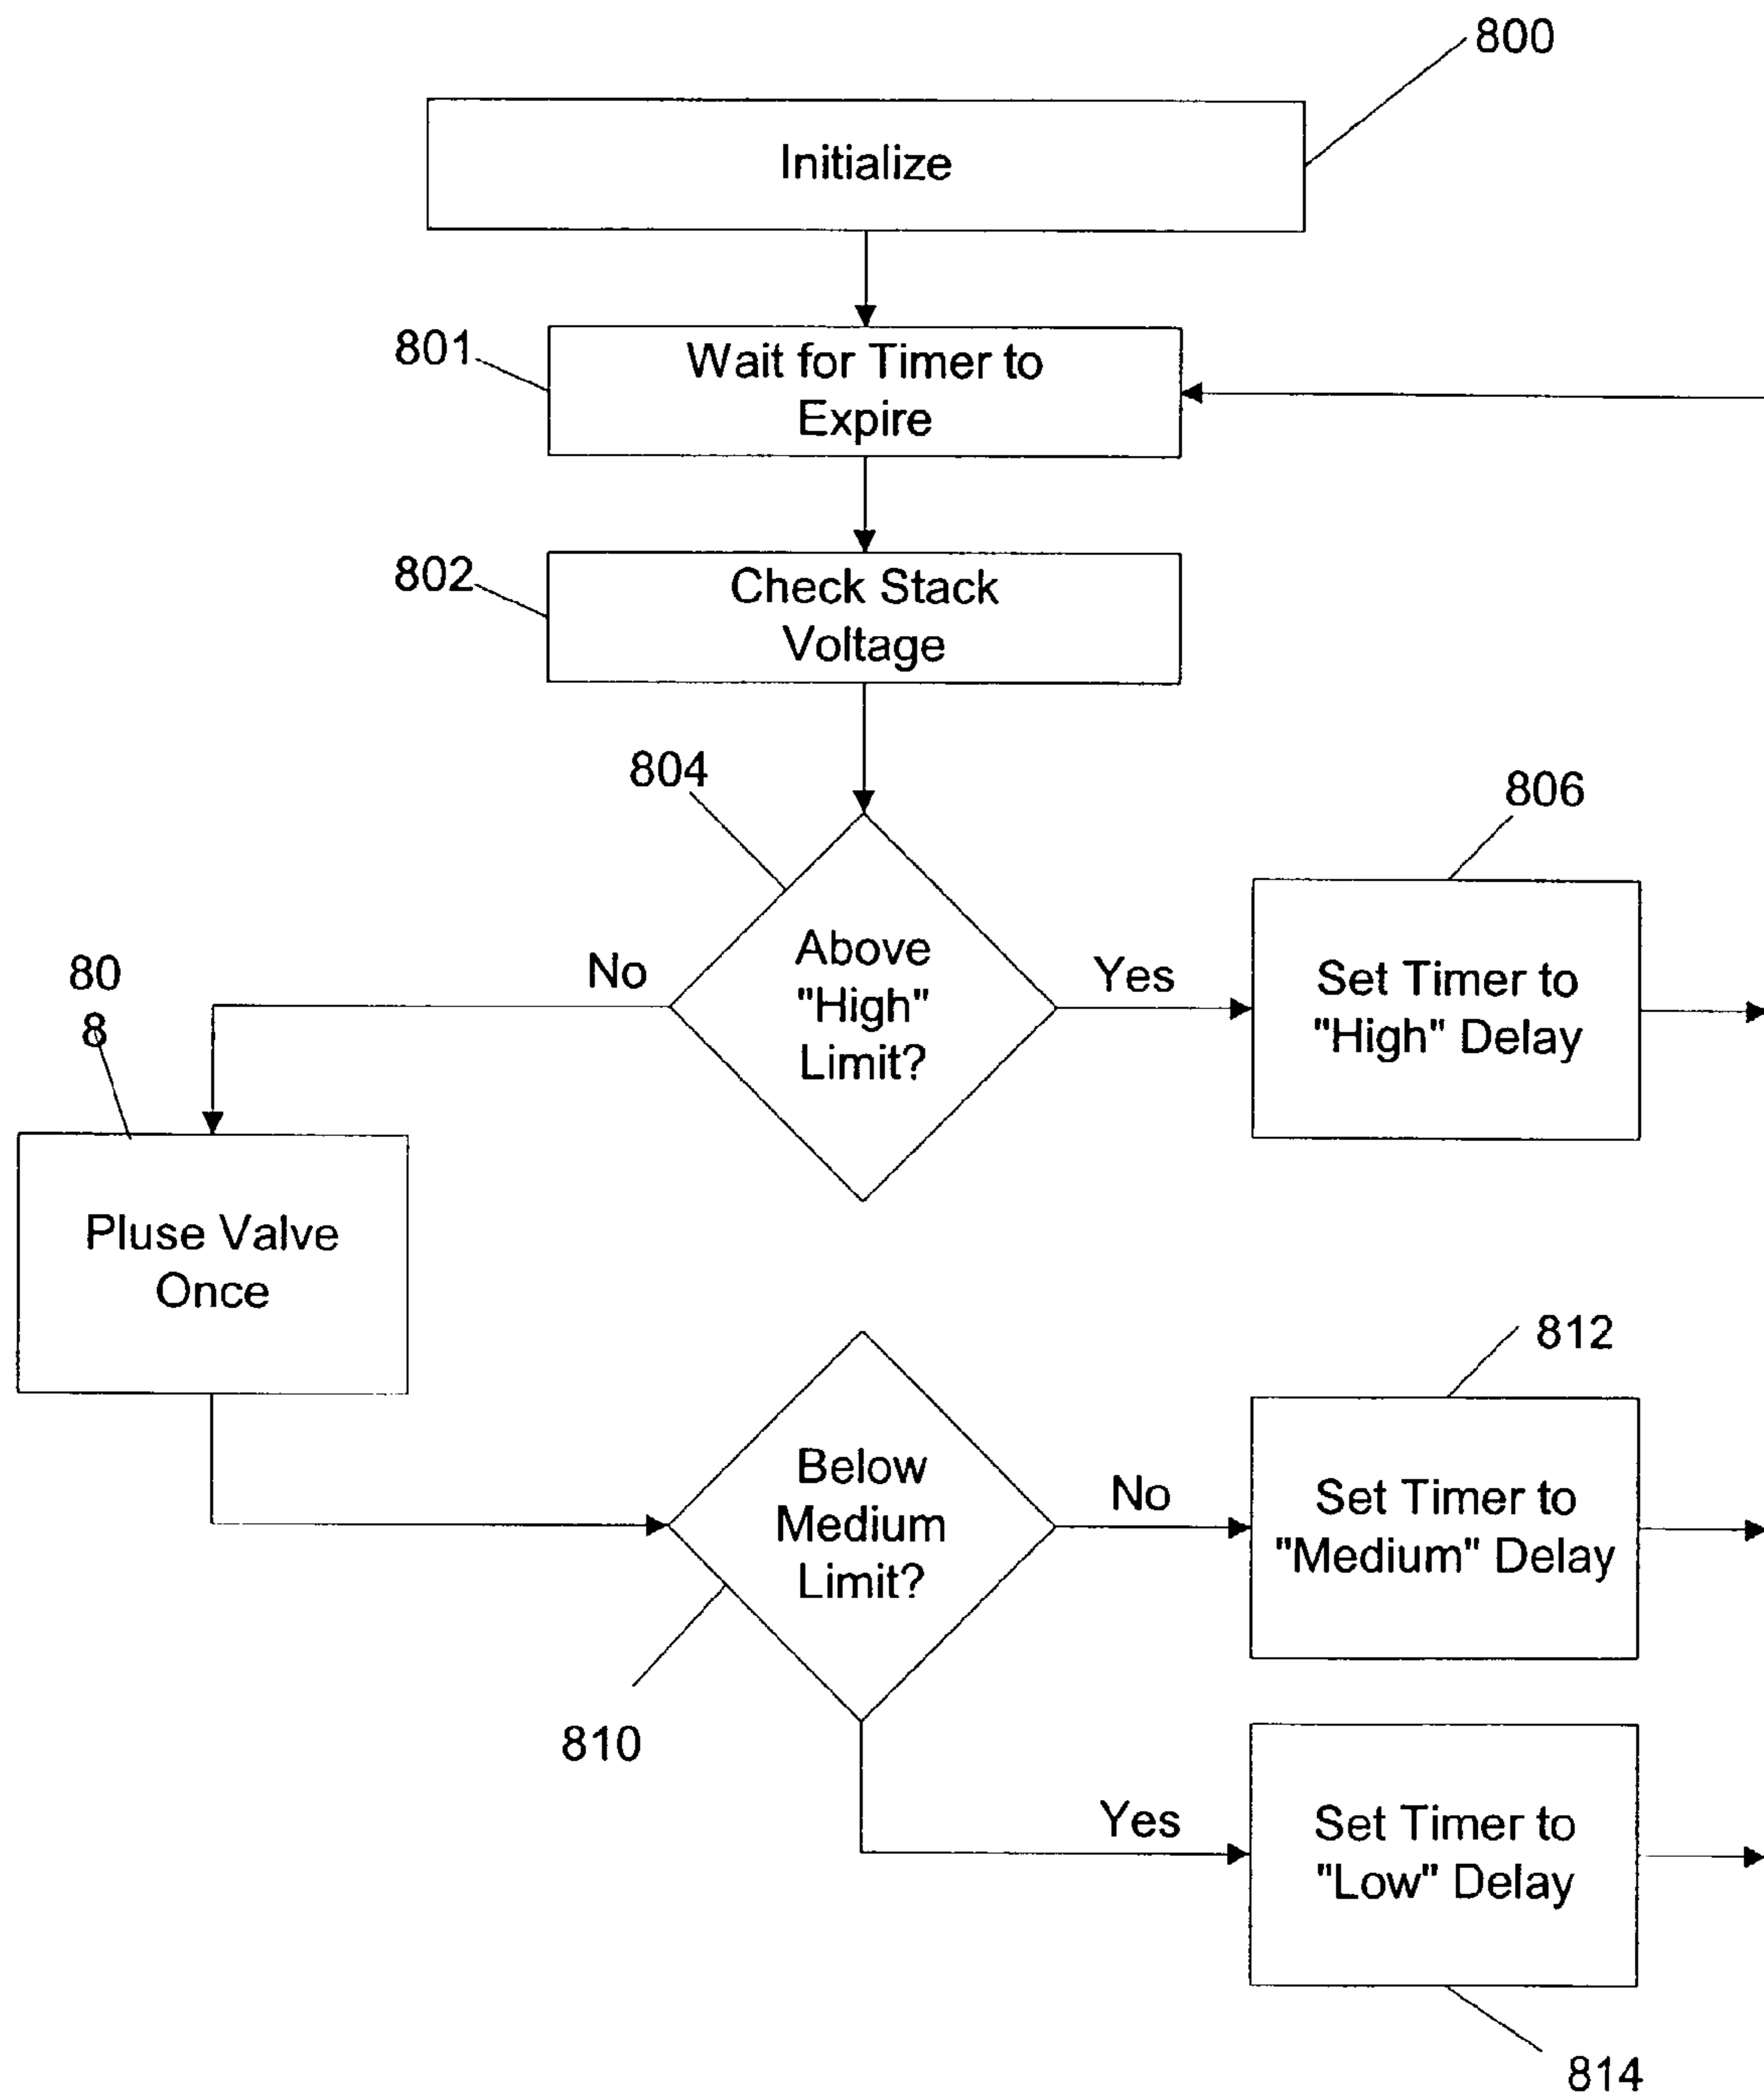 800
Initialize
801
Wait for Timer to
Expire
802
Check Stack
Voltage
804
806
Above
"High"
Limit?
No
Yes
Set Timer to
"High" Delay
80
8
Pluse Valve
Once
812
Below
Medium
Limit?
No
Set Timer to
"Medium" Delay
810
Yes
Set Timer to
"Low" Delay
814